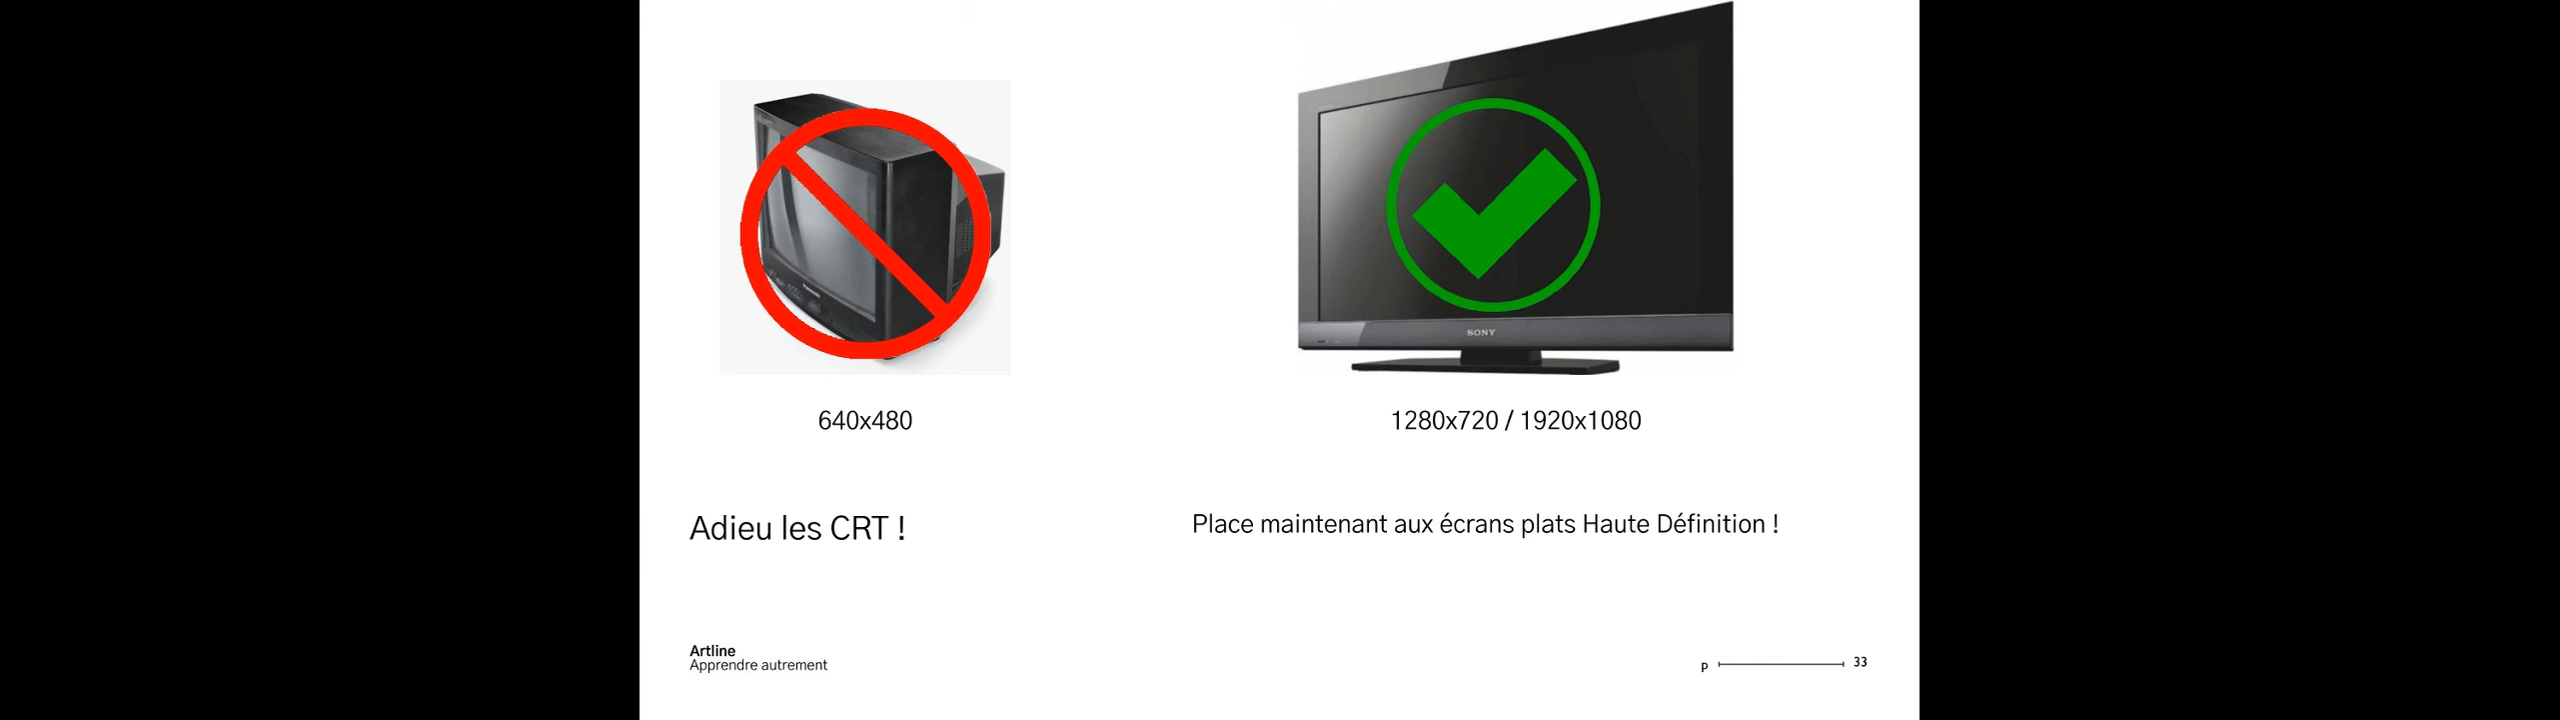 SONY
640x480
1280x720 / 1920x1080
Adieu les CRT !
Place maintenant aux écrans plats Haute Définition !
Artline
Apprendre autrement
P 33